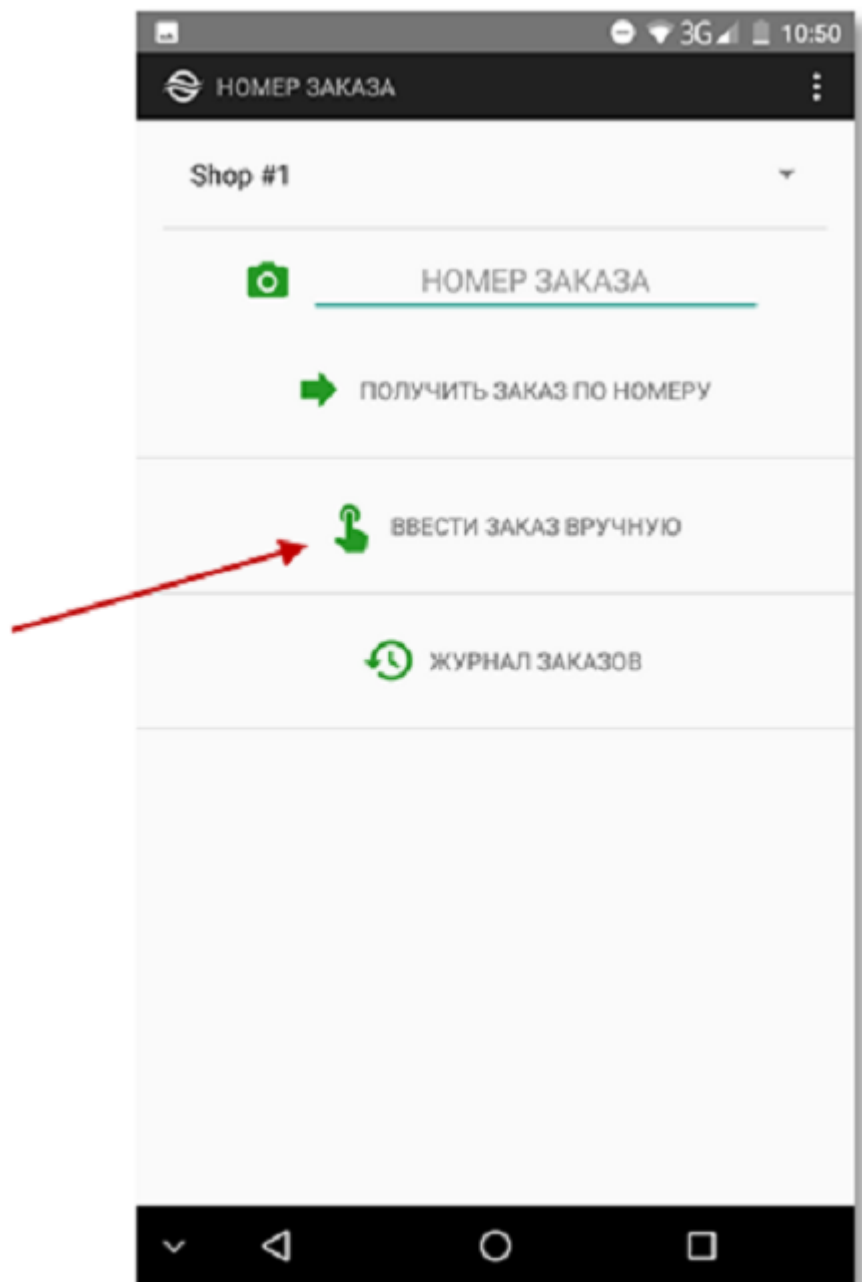 3G 10:50
НОМЕР ЗАКАЗА
Shop #1
НОМЕР ЗАКАЗА
ПОЛУЧИТЬ ЗАКАЗ ПО НОМЕРУ
ВВЕСТИ ЗАКАЗ ВРУЧНУЮ
ЖУРНАЛ ЗАКАЗОВ